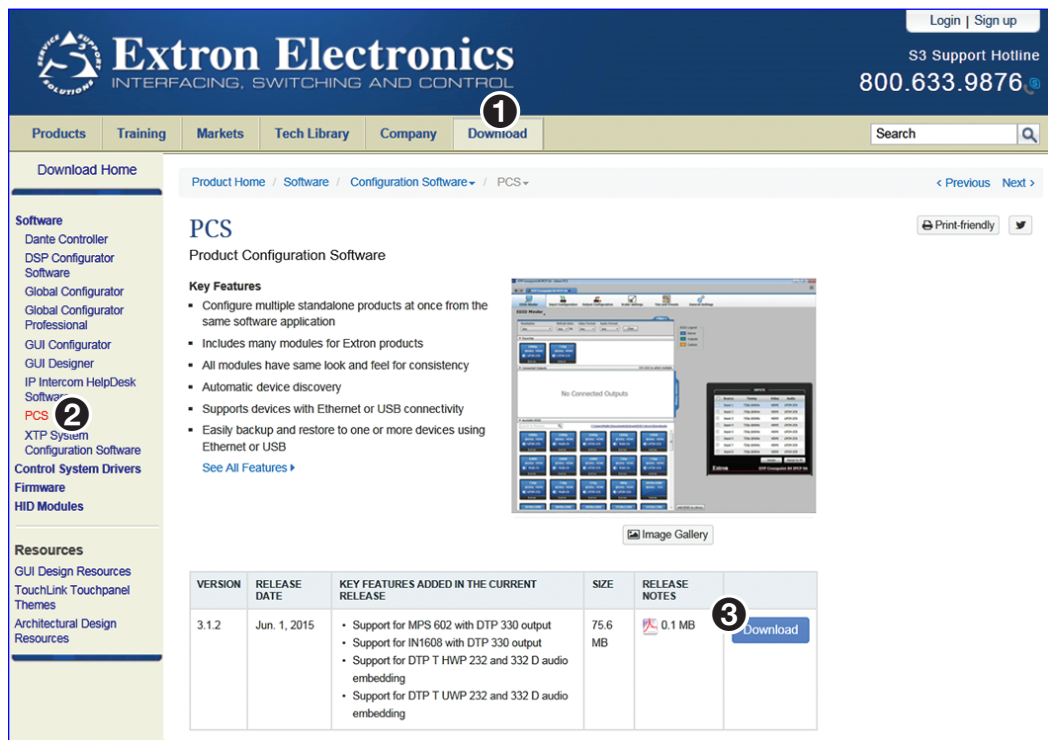 Login | Sign up
SERVICE SUPPORT SOLUTIONS
Extron Electronics
INTERFACING, SWITCHING AND CONTROL
S3 Support Hotline
800.633.9876
1
Products Training Markets Tech Library Company Download
Search
Download Home
Software
Dante Controller
DSP Configurator
Software
Global Configurator
Global Configurator
Professional
GUI Configurator
GUI Designer
IP Intercom HelpDesk
Software
PCS 2
XTP System
Configuration Software
Control System Drivers
Firmware
HID Modules
Resources
GUI Design Resources
TouchLink Touchpanel
Themes
Architectural Design
Resources
Product Home / Software / Configuration Software / PCS
< Previous Next >
PCS
Print-friendly
Product Configuration Software
Key Features
▪ Configure multiple standalone products at once from the
same software application
▪ Includes many modules for Extron products
▪ All modules have same look and feel for consistency
▪ Automatic device discovery
▪ Supports devices with Ethernet or USB connectivity
▪ Easily backup and restore to one or more devices using
Ethernet or USB
See All Features
No Connected Outputs
Extron
Image Gallery
VERSION RELEASE DATE KEY FEATURES ADDED IN THE CURRENT RELEASE SIZE RELEASE NOTES
3.1.2 Jun. 1, 2015
• Support for MPS 602 with DTP 330 output
• Support for IN1608 with DTP 330 output
• Support for DTP T HWP 232 and 332 D audio
embedding
• Support for DTP T UWP 232 and 332 D audio
embedding
75.6
MB
0.1 MB
3
Download